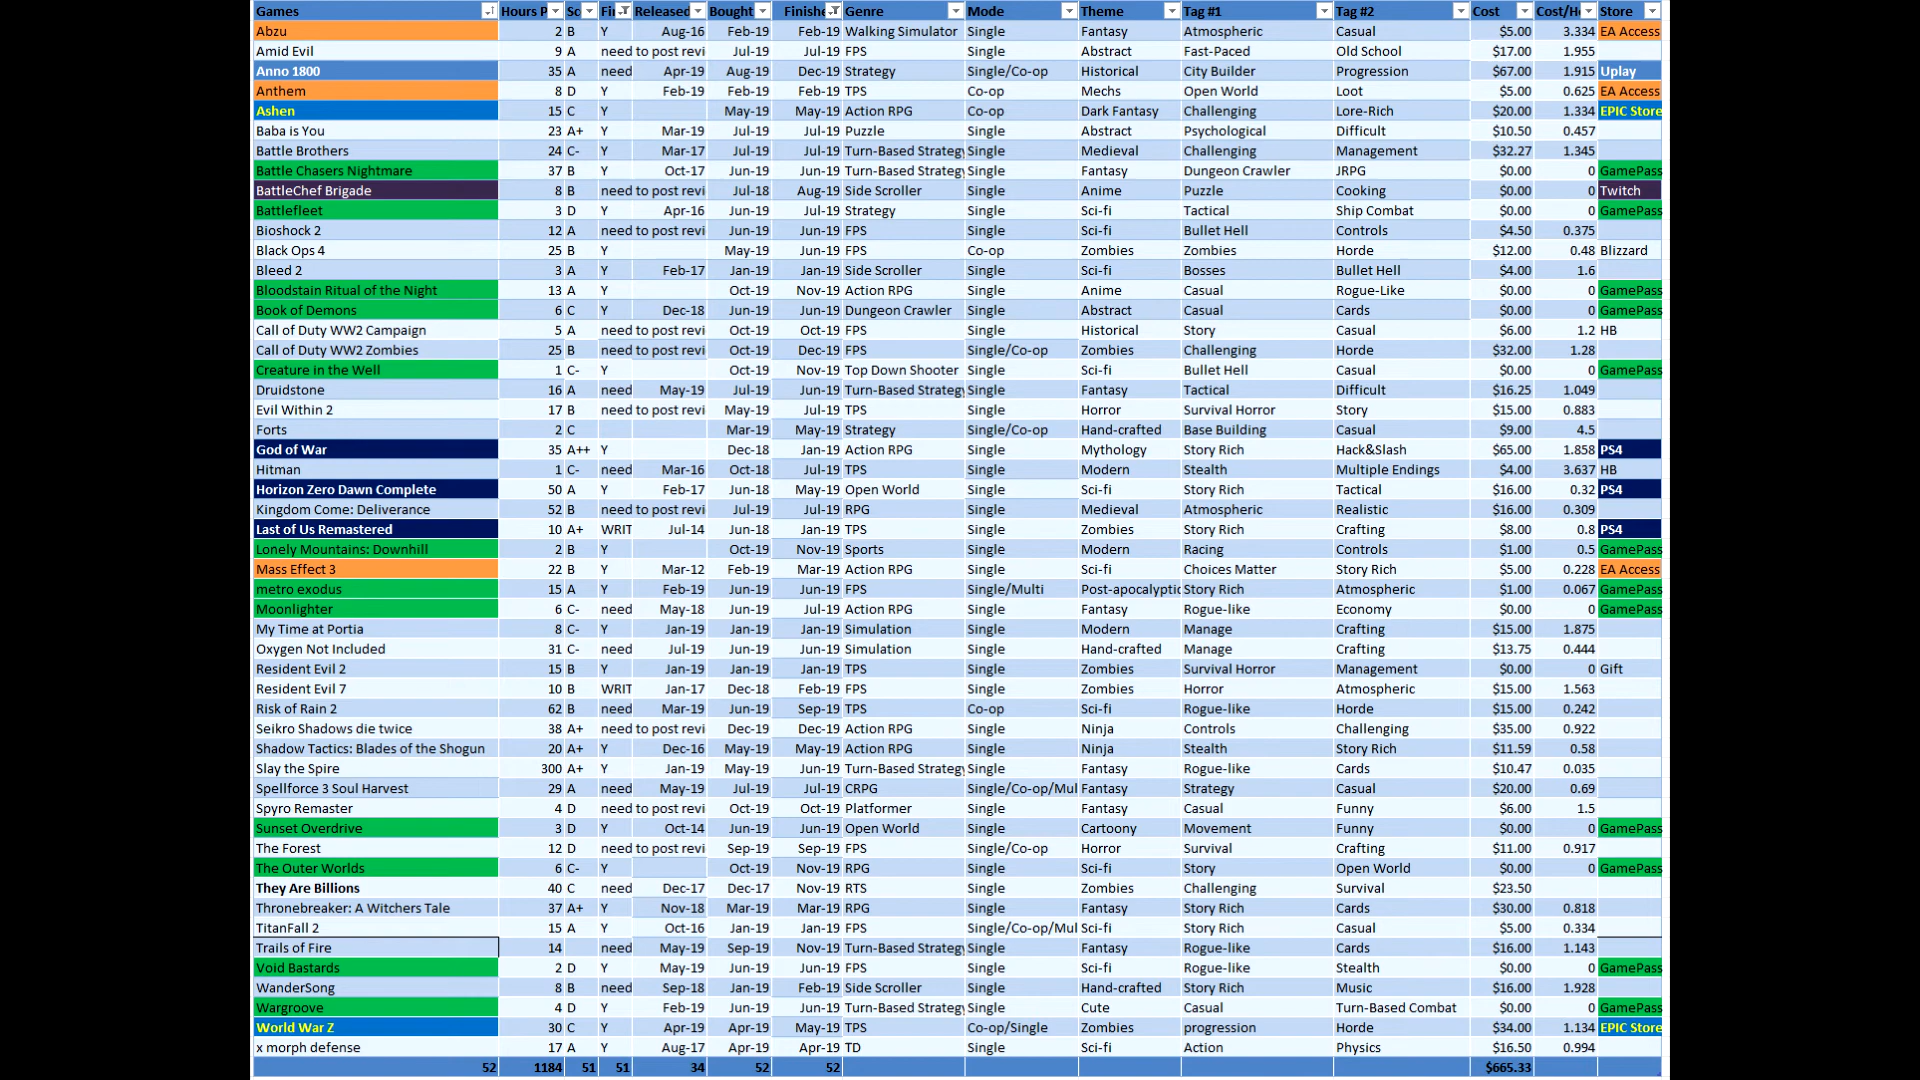 Games Hours P Sc Fir Released Bought Finishe Genre Mode Theme Tag #1 Tag #2 Cost Cost/H Store
Abzu 2 B Y Aug-16 Feb-19 Feb-19 Walking Simulator Single Fantasy Atmospheric Casual $5.00 3.334 EA Access
Amid Evil 9 A need to post revi Jul-19 Jul-19 FPS Single Abstract Fast-Paced Old School $17.00 1.955
Anno 1800 35 A need Apr-19 Aug-19 Dec-19 Strategy Single/Co-op Historical City Builder Progression $67.00 1.915 Uplay
Anthem 8 D Y Feb-19 Feb-19 Feb-19 TPS Co-op Mechs Open World Loot $5.00 0.625 EA Access
Ashen 15 C Y May-19 May-19 Action RPG Co-op Dark Fantasy Challenging Lore-Rich $20.00 1.334 EPIC Store
Baba is You 23 A+ Y Mar-19 Jul-19 Jul-19 Puzzle Single Abstract Psychological Difficult $10.50 0.457
Battle Brothers 24 C- Y Mar-17 Jul-19 Jul-19 Turn-Based Strategy Single Medieval Challenging Management $32.27 1.345
Battle Chasers Nightmare 37 B Y Oct-17 Jun-19 Jun-19 Turn-Based Strategy Single Fantasy Dungeon Crawler JRPG $0.00 0 GamePass
BattleChef Brigade 8 B need to post revi Jul-18 Aug-19 Side Scroller Single Anime Puzzle Cooking $0.00 0 Twitch
Battlefleet 3 D Y Apr-16 Jun-19 Jul-19 Strategy Single Sci-fi Tactical Ship Combat $0.00 0 GamePass
Bioshock 2 12 A need to post revi Jun-19 Jul-19 FPS Single Sci-fi Bullet Hell Controls $4.50 0.375
Black Ops 4 25 B Y May-19 Jun-19 FPS Co-op Zombies Zombies Horde $12.00 0.48 Blizzard
Bleed 2 3 A Y Feb-17 Jan-19 Jan-19 Side Scroller Single Sci-fi Bosses Bullet Hell $4.00 1.6
Bloodstain Ritual of the Night 13 A Y Oct-19 Nov-19 Action RPG Single Anime Casual Rogue-Like $0.00 0 GamePass
Book of Demons 6 C Y Dec-18 Jun-19 Jun-19 Dungeon Crawler Single Abstract Casual Cards $0.00 0 GamePass
Call of Duty WW2 Campaign 5 A need to post revi Oct-19 Oct-19 FPS Single Historical Story Casual $6.00 1.2 HB
Call of Duty WW2 Zombies 25 B need to post revi Oct-19 Dec-19 FPS Single/Co-op Zombies Challenging Horde $32.00 1.28
Creature in the Well 1 C- Y Oct-19 Nov-19 Top Down Shooter Single Sci-fi Bullet Hell Casual $0.00 0 GamePass
Druidstone 16 A need May-19 Jul-19 Jun-19 Turn-Based Strategy Single Fantasy Tactical Difficult $16.25 1.049
Evil Within 2 17 B need to post revi May-19 Jul-19 TPS Single Horror Survival Horror Story $15.00 0.883
Forts 2 C Mar-19 May-19 Strategy Single/Co-op Hand-crafted Base Building Casual $9.00 4.5
God of War 35 A++ Y Dec-18 Jan-19 Action RPG Single Mythology Story Rich Hack&Slash $65.00 1.858 PS4
Hitman 1 C- need Mar-16 Oct-18 Jul-19 TPS Single Modern Stealth Multiple Endings $4.00 3.637 HB
Horizon Zero Dawn Complete 50 A Y Feb-17 Jun-18 May-19 Open World Single Sci-fi Story Rich Tactical $16.00 0.32 PS4
Kingdom Come: Deliverance 52 B need to post revi Jul-19 Jul-19 RPG Single Medieval Atmospheric Realistic $16.00 0.309
Last of Us Remastered 10 A+ WRIT Jul-14 Jun-18 Jan-19 TPS Single Zombies Story Rich Crafting $8.00 0.8 PS4
Lonely Mountains: Downhill 2 B Y Oct-19 Nov-19 Sports Single Modern Racing Controls $1.00 0.5 GamePass
Mass Effect 3 22 B Y Mar-12 Feb-19 Mar-19 Action RPG Single Sci-fi Choices Matter Story Rich $5.00 0.228 EA Access
metro exodus 15 A Y Feb-19 Jun-19 Jun-19 FPS Single/Multi Post-apocalyptic Story Rich Atmospheric $1.00 0.067 GamePass
Moonlighter 6 C- need May-18 Jun-19 Jul-19 Action RPG Single Fantasy Rogue-like Economy $0.00 0 GamePass
My Time at Portia 8 C- Y Jan-19 Jan-19 Jan-19 Simulation Single Modern Manage Crafting $15.00 1.875
Oxygen Not Included 31 C- need Jul-19 Jun-19 Jun-19 Simulation Single Hand-crafted Manage Crafting $13.75 0.444
Resident Evil 2 15 B Y Jan-19 Jan-19 Jan-19 TPS Single Zombies Survival Horror Management $0.00 0 Gift
Resident Evil 7 10 B WRIT Jan-17 Dec-18 Feb-19 FPS Single Zombies Horror Atmospheric $15.00 1.563
Risk of Rain 2 62 B need Mar-19 Jun-19 Sep-19 TPS Co-op Sci-fi Rogue-like Horde $15.00 0.242
Seikro Shadows die twice 38 A+ need to post revi Dec-19 Dec-19 Action RPG Single Ninja Controls Challenging $35.00 0.922
Shadow Tactics: Blades of the Shogun 20 A+ Y Dec-16 May-19 May-19 Action RPG Single Ninja Stealth Story Rich $11.59 0.58
Slay the Spire 300 A+ Y Jan-19 May-19 Jun-19 Turn-Based Strategy Single Fantasy Rogue-like Cards $10.47 0.035
Spellforce 3 Soul Harvest 29 A need May-19 Jul-19 Jul-19 CRPG Single/Co-op/Mul Fantasy Strategy Casual $20.00 0.69
Spyro Remaster 4 D need to post revi Oct-19 Oct-19 Platformer Single Fantasy Casual Funny $6.00 1.5
Sunset Overdrive 3 D Y Oct-14 Jun-19 Jun-19 Open World Single Cartoony Movement Funny $0.00 0 GamePass
The Forest 12 D need to post revi Sep-19 Sep-19 FPS Single/Co-op Horror Survival Crafting $11.00 0.917
The Outer Worlds 6 C- Y Oct-19 Nov-19 RPG Single Sci-fi Story Open World $0.00 0 GamePass
They Are Billions 40 C need Dec-17 Dec-17 Nov-19 RTS Single Zombies Challenging Survival $23.50
Thronebreaker: A Witchers Tale 37 A+ Y Nov-18 Mar-19 Mar-19 RPG Single Fantasy Story Rich Cards $30.00 0.818
TitanFall 2 15 A Y Oct-16 Jan-19 Jan-19 FPS Single/Co-op/Mul Sci-fi Story Rich Casual $5.00 0.334
Trails of Fire 14 need May-19 Sep-19 Nov-19 Turn-Based Strategy Single Fantasy Rogue-like Cards $16.00 1.143
Void Bastards 2 D Y May-19 Jun-19 Jun-19 FPS Single Sci-fi Rogue-like Stealth $0.00 0 GamePass
WanderSong 8 B need Sep-18 Jan-19 Feb-19 Side Scroller Single Hand-crafted Story Rich Music $16.00 1.928
Wargroove 4 D Y Feb-19 Jun-19 Jun-19 Turn-Based Strategy Single Cute Casual Turn-Based Combat $0.00 0 GamePass
World War Z 30 C Y Apr-19 Apr-19 May-19 TPS Co-op/Single Zombies progression Horde $34.00 1.134 EPIC Store
x morph defense 17 A Y Aug-17 Apr-19 Apr-19 TD Single Sci-fi Action Physics $16.50 0.994
52 1184 51 51 34 52 52 $665.33